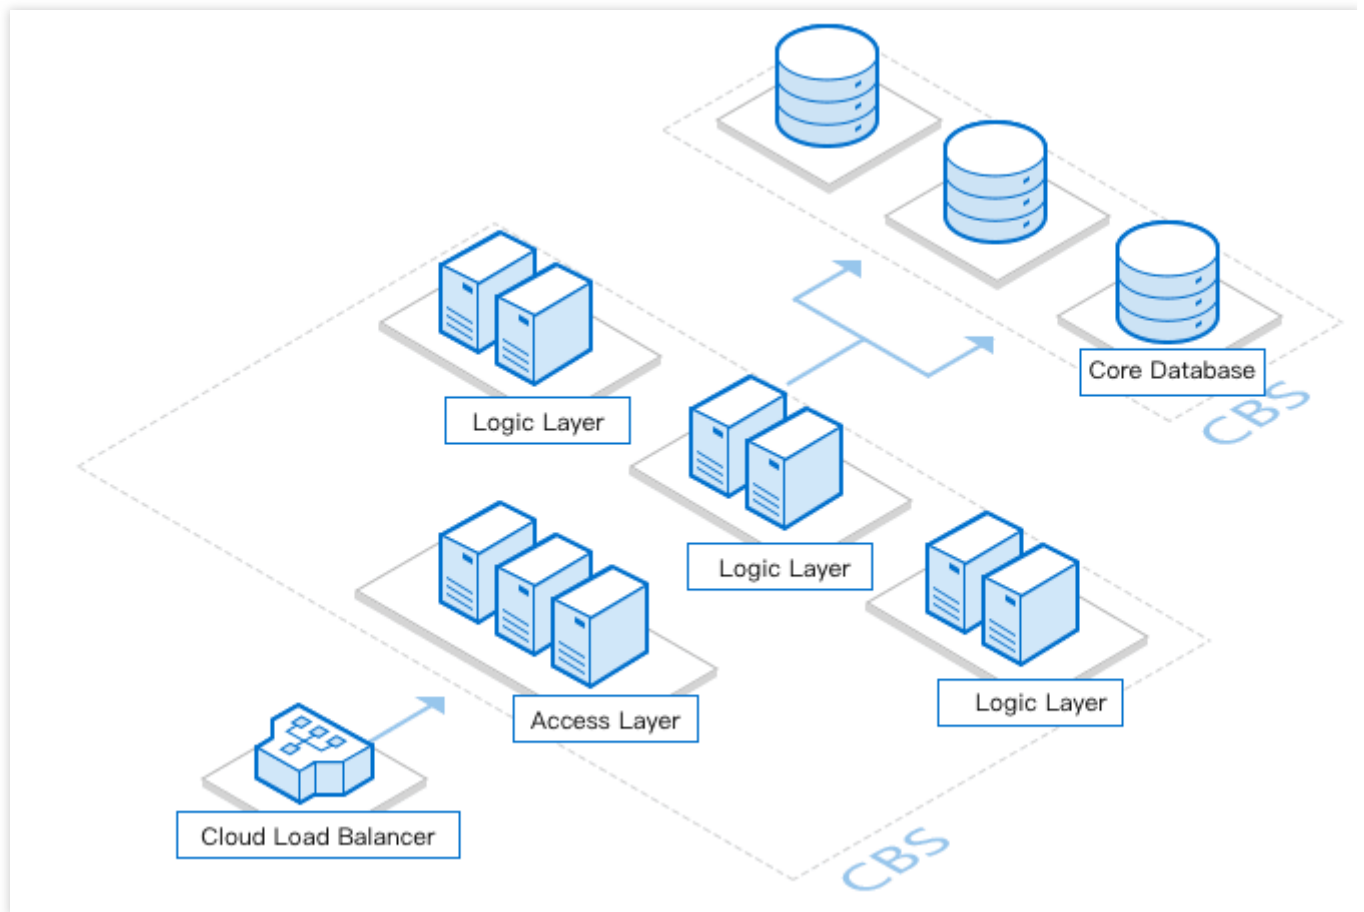 Core Database
CBS
Logic Layer
Logic Layer
Logic Layer
Access Layer
Cloud Load Balancer
CBS